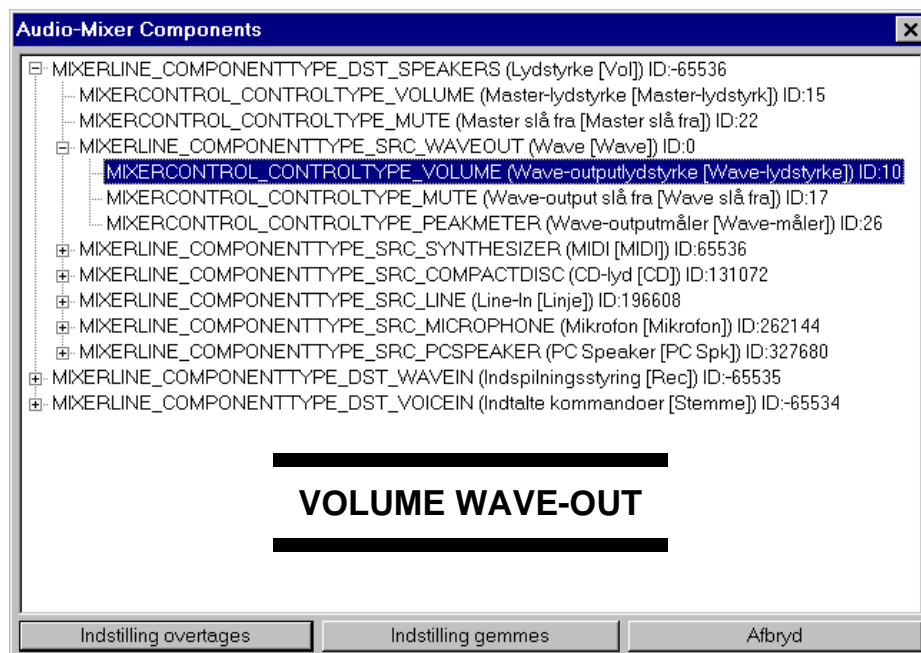 Audio-Mixer Components
MIXERLINE_COMPONENTTYPE_DST_SPEAKERS (Lydstyrke [Vol]) ID:-65536
MIXERCONTROL_CONTROLTYPE_VOLUME (Master-lydstyrke [Master-lydstyrk]) ID:15
MIXERCONTROL_CONTROLTYPE_MUTE (Master slå fra [Master slå fra]) ID:22
MIXERLINE_COMPONENTTYPE_SRC_WAVEOUT (Wave [Wave]) ID:0
MIXERCONTROL_CONTROLTYPE_VOLUME (Wave-outputlydstyrke [Wave-lydstyrke]) ID:10
MIXERCONTROL_CONTROLTYPE_MUTE (Wave-output slå fra [Wave slå fra]) ID:17
MIXERCONTROL_CONTROLTYPE_PEAKMETER (Wave-outputmåler [Wave-måler]) ID:26
MIXERLINE_COMPONENTTYPE_SRC_SYNTHESIZER (MIDI [MIDI]) ID:65536
MIXERLINE_COMPONENTTYPE_SRC_COMPACTDISC (CD-lyd [CD]) ID:131072
MIXERLINE_COMPONENTTYPE_SRC_LINE (Line-In [Linje]) ID:196608
MIXERLINE_COMPONENTTYPE_SRC_MICROPHONE (Mikrofon [Mikrofon]) ID:262144
MIXERLINE_COMPONENTTYPE_SRC_PCSPEAKER (PC Speaker [PC Spk]) ID:327680
MIXERLINE_COMPONENTTYPE_DST_WAVEIN (Indspilningsstyring [Rec]) ID:-65535
MIXERLINE_COMPONENTTYPE_DST_VOICEIN (Indtalte kommandoer [Stemme]) ID:-65534
VOLUME WAVE-OUT
Indstilling overtages
Indstilling gemmes
Afbryd